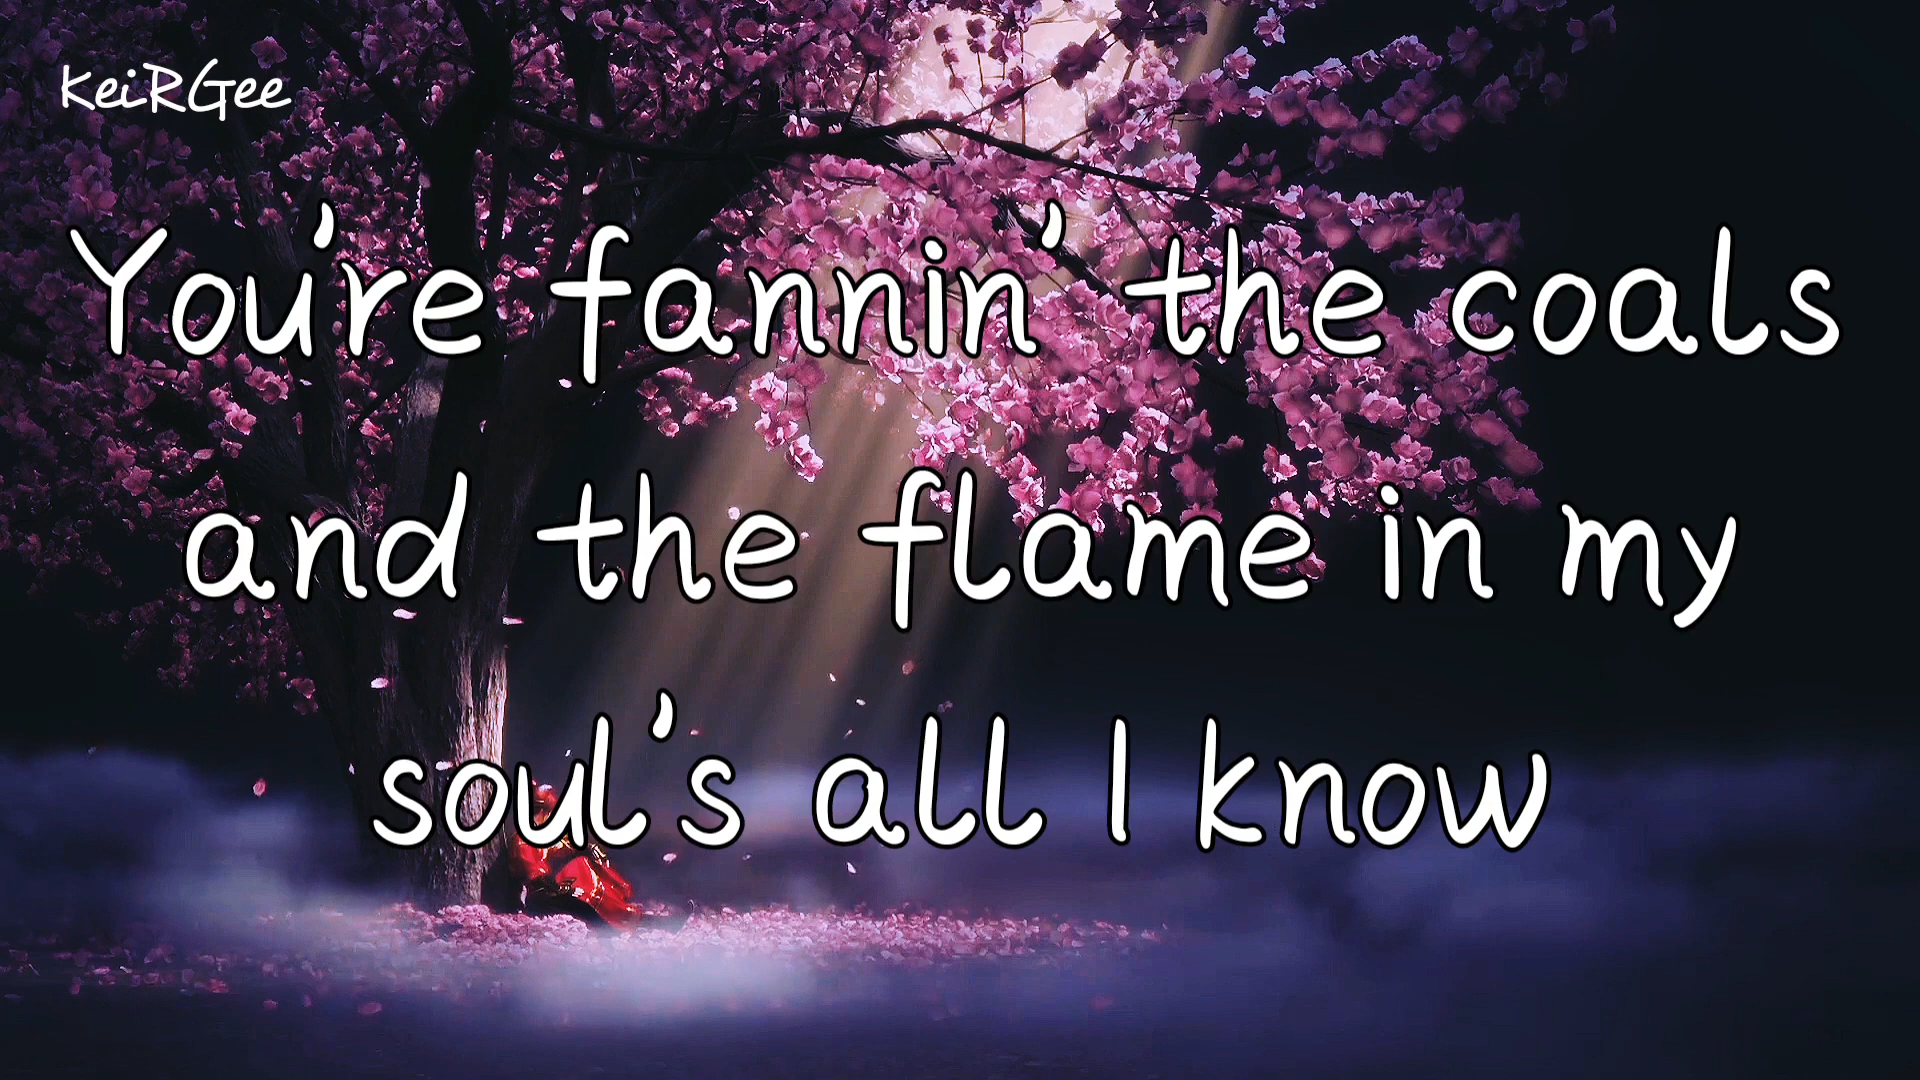 KeiRGee
You're fannin' the coals
and the flame in my
soul's all I know